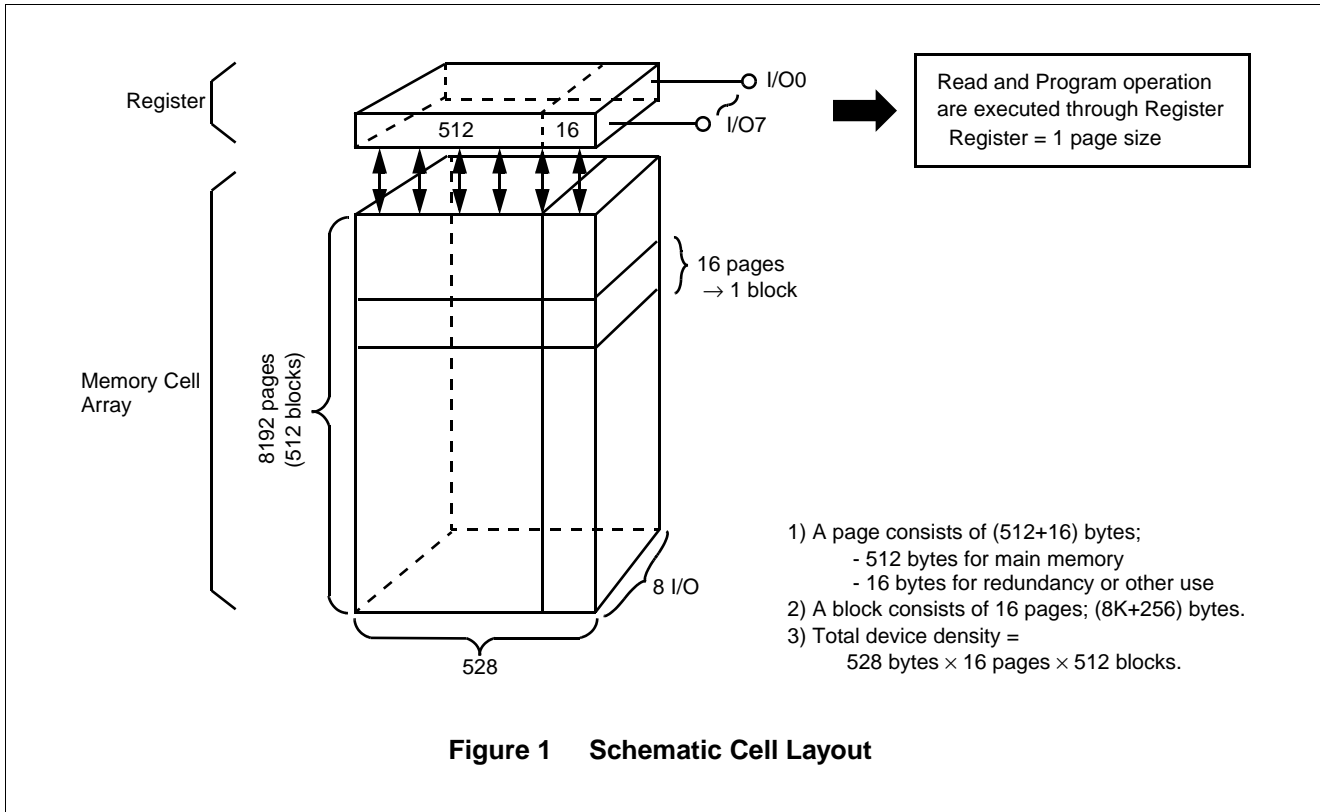 Register
512
16
I/O0
I/O7
Read and Program operation
are executed through Register
Register = 1 page size
Memory Cell
Array
8192 pages
(512 blocks)
16 pages
→ 1 block
8 I/O
528
1) A page consists of (512+16) bytes;
- 512 bytes for main memory
- 16 bytes for redundancy or other use
2) A block consists of 16 pages; (8K+256) bytes.
3) Total device density =
528 bytes × 16 pages × 512 blocks.
Figure 1 Schematic Cell Layout